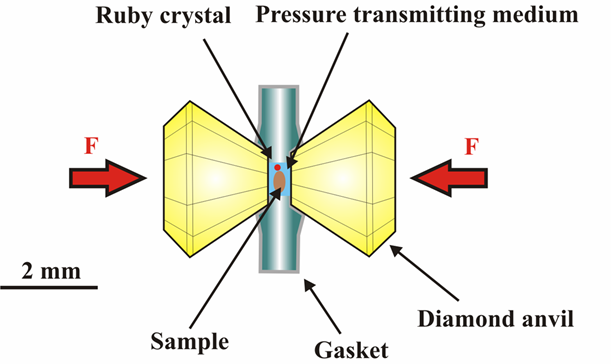 Ruby crystal
Pressure transmitting medium
F
F
2 mm
Sample
Gasket
Diamond anvil